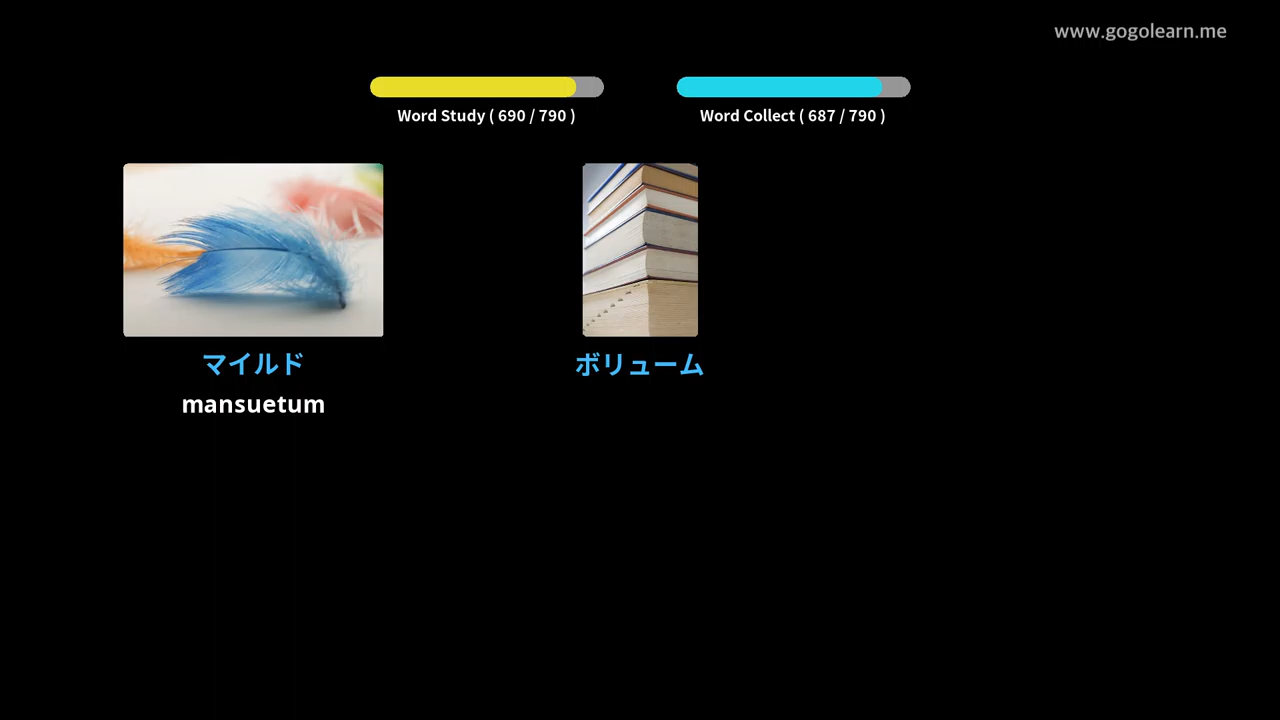 www.gogolearn.me
Word Study ( 690 / 790 )
Word Collect ( 687 / 790 )
マイルド
mansuetum
ボリューム